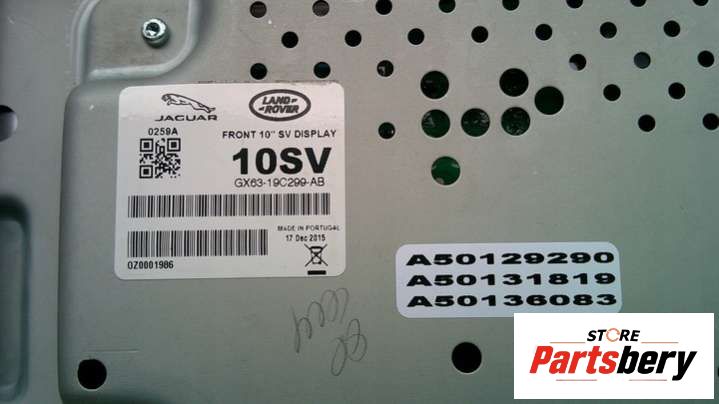 JAGUAR
LAND ROVER
0259A
FRONT 10" SV DISPLAY
10SV
GX63-19C299-AB
MADE IN PORTUGAL
17 Dec 2015
0Z0001986
A50129290
A50131819
A50136083
STORE
Partsbery